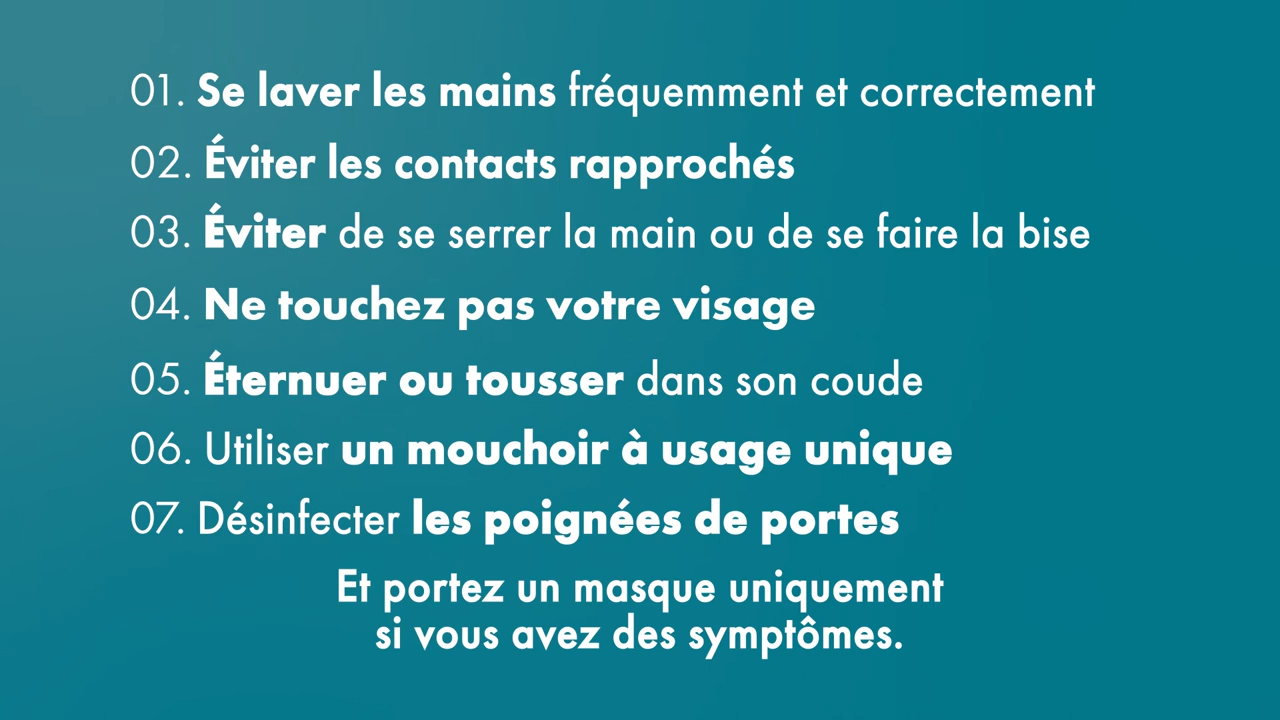 01. Se laver les mains fréquemment et correctement
02. Éviter les contacts rapprochés
03. Éviter de se serrer la main ou de se faire la bise
04. Ne touchez pas votre visage
05. Éternuer ou tousser dans son coude
06. Utiliser un mouchoir à usage unique
07. Désinfecter les poignées de portes
Et portez un masque uniquement
si vous avez des symptômes.